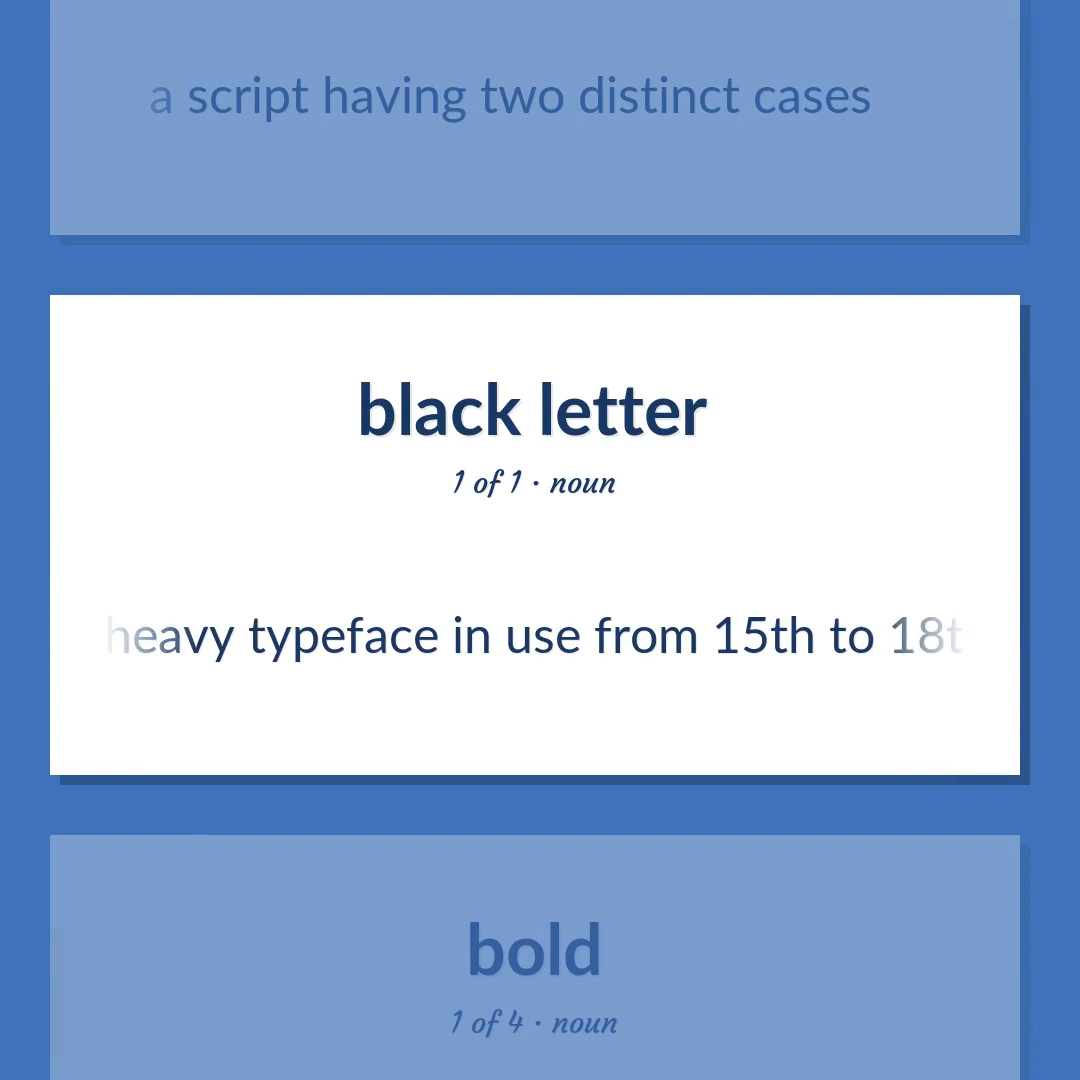 a script having two distinct cases
black letter
1 of 1 · noun
heavy typeface in use from 15th to 18t
bold
1 of 4 · noun